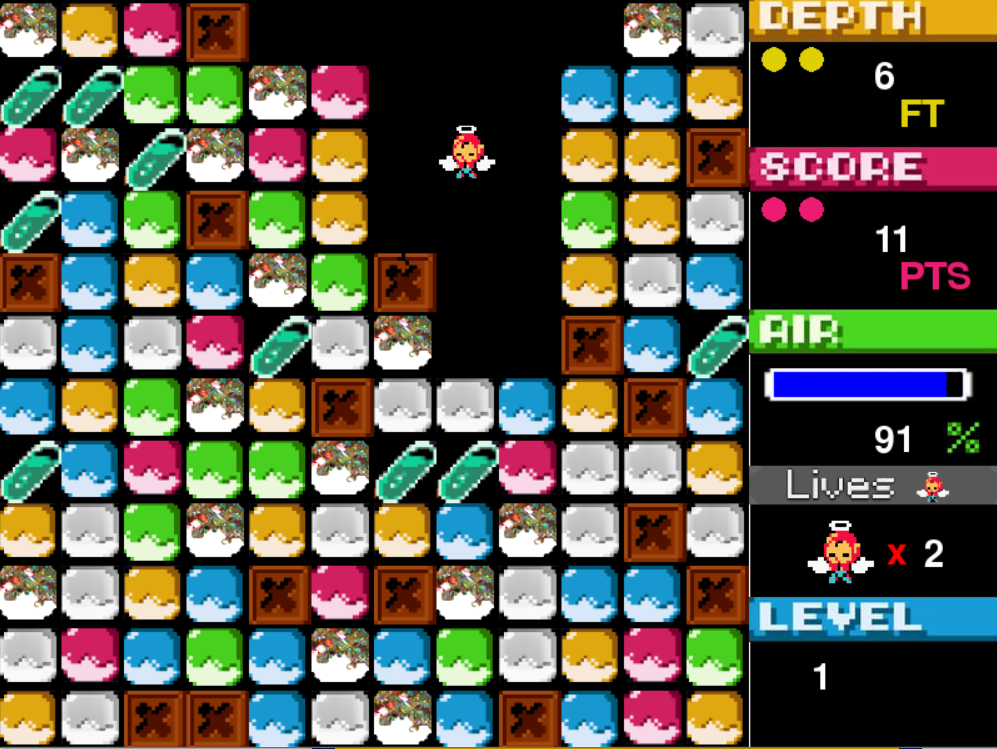 DEPTH
6
FT
SCORE
11
PTS
AIR
91 %
Lives
x 2
LEVEL
1